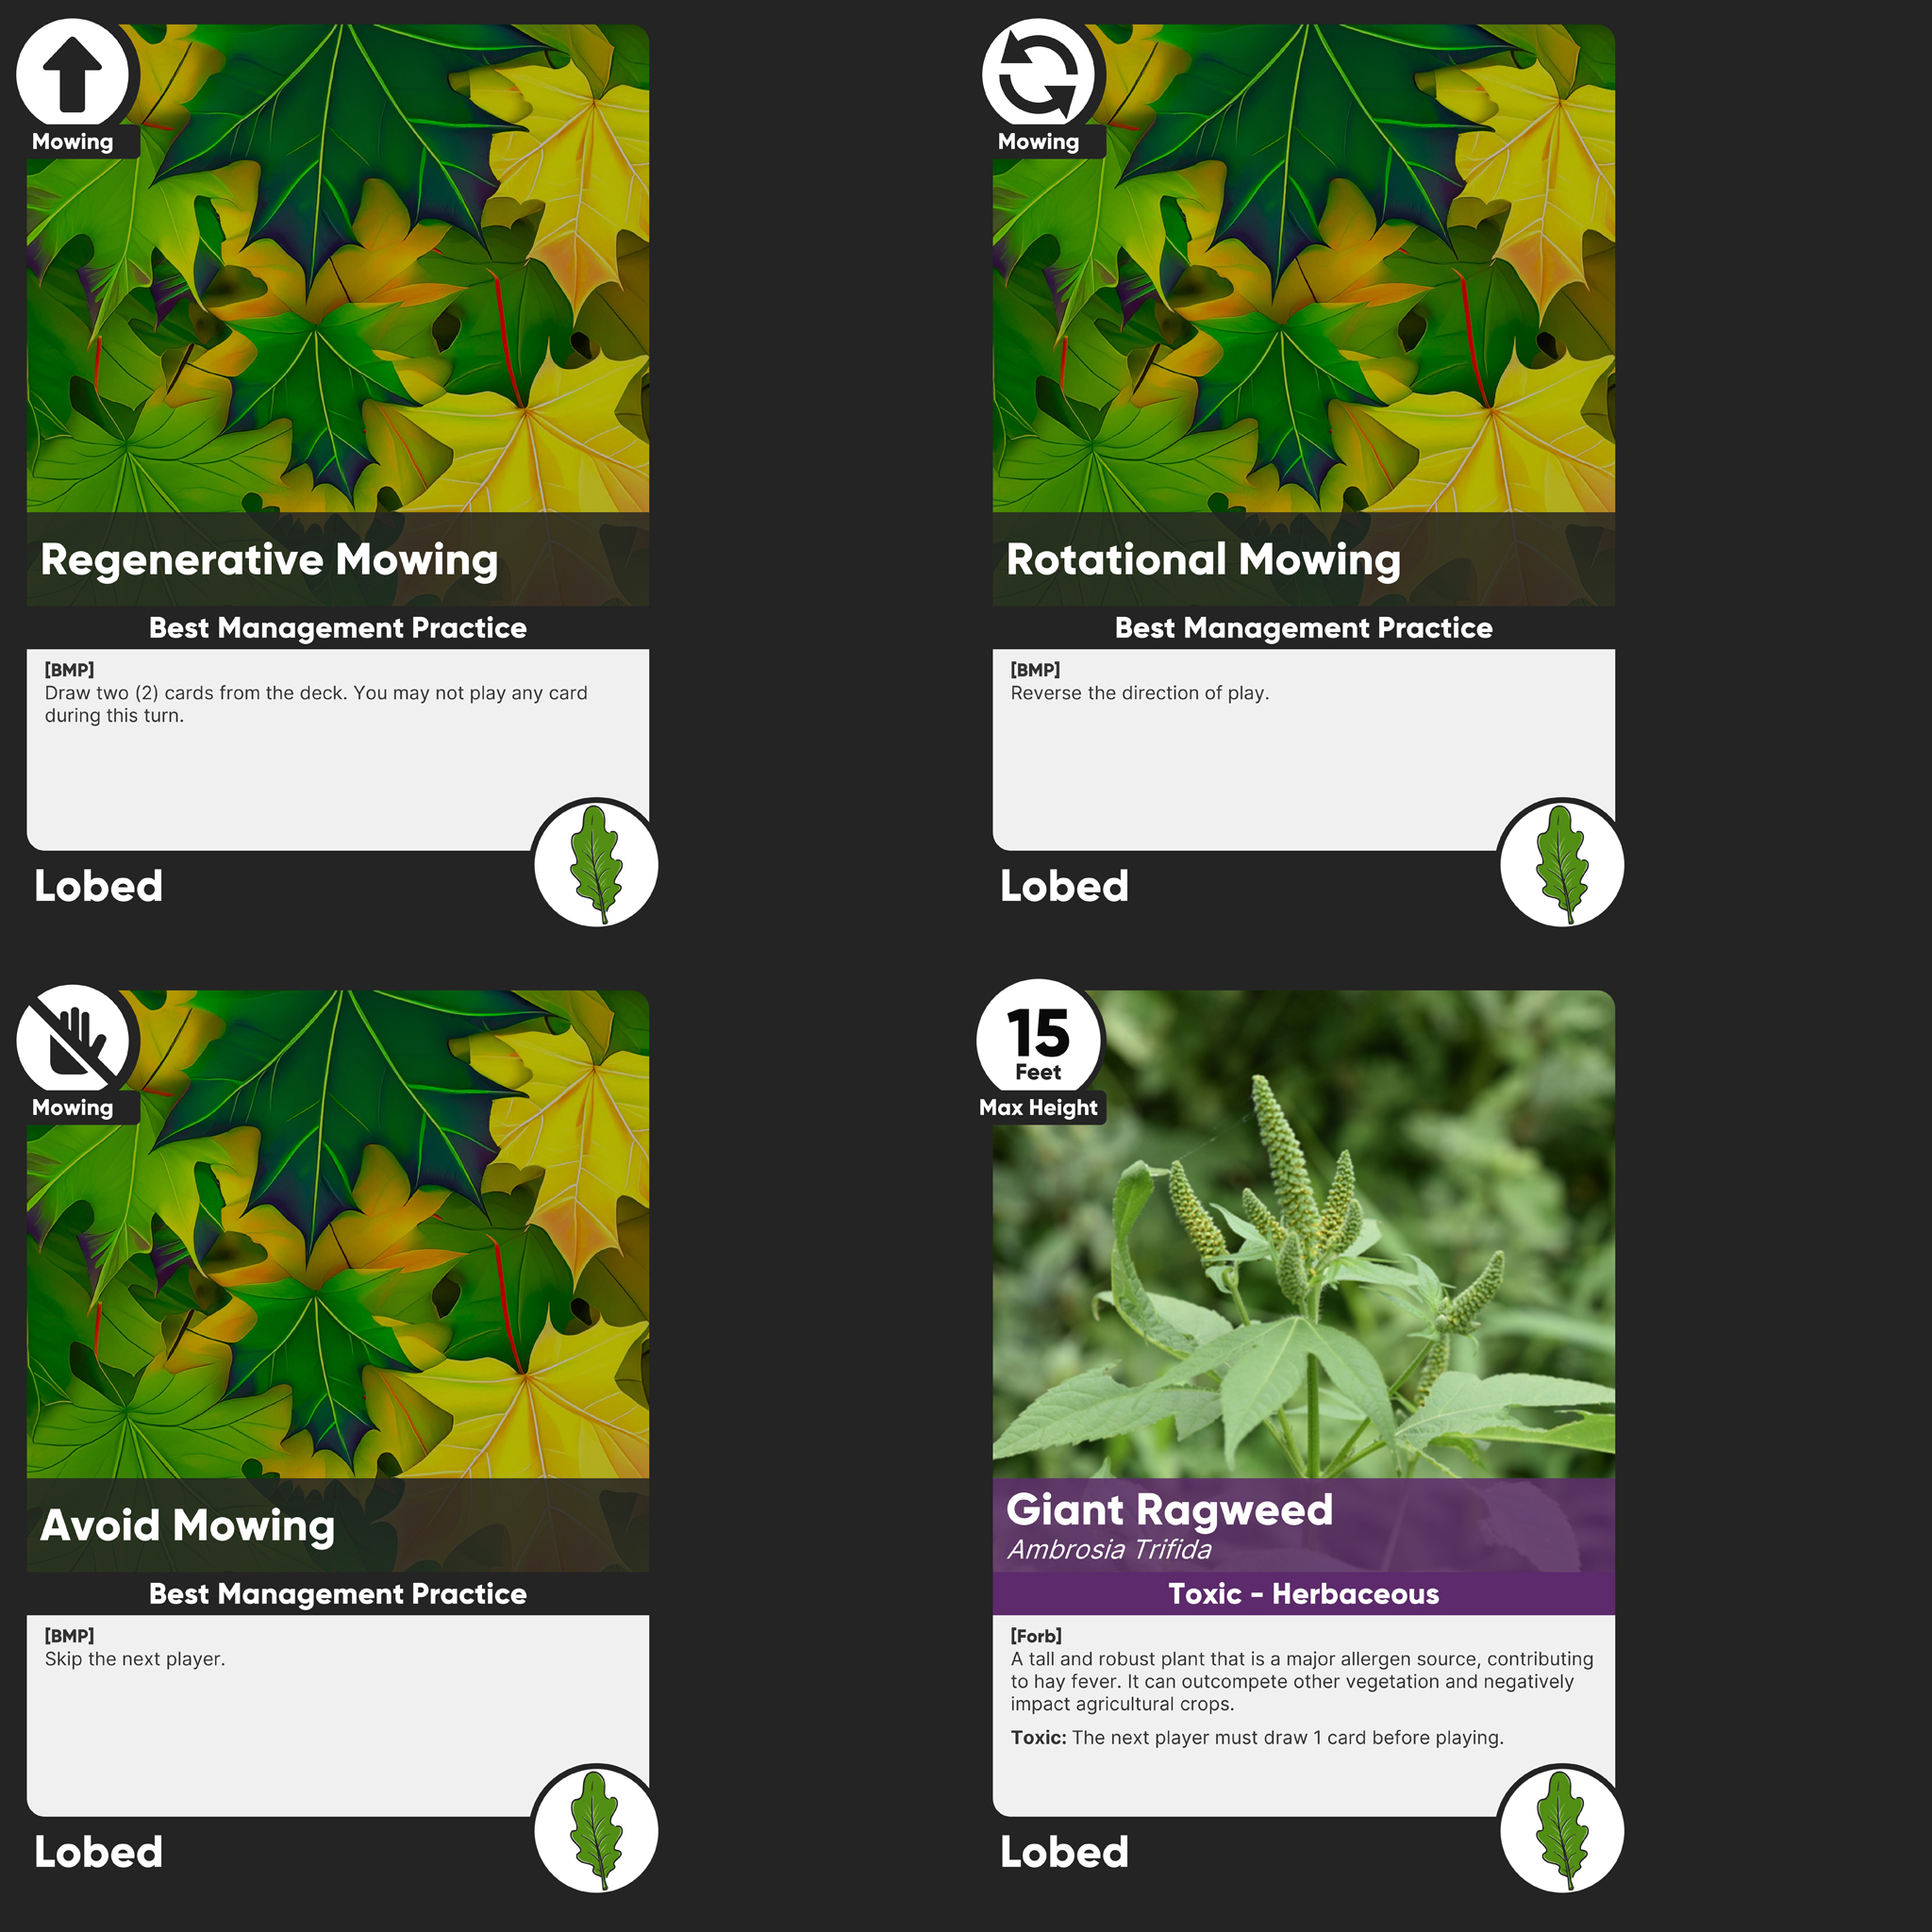 Mowing
Regenerative Mowing
Best Management Practice
[BMP]
Draw two (2) cards from the deck. You may not play any card
during this turn.
Lobed
Mowing
Rotational Mowing
Best Management Practice
[BMP]
Reverse the direction of play.
Lobed
Mowing
Avoid Mowing
Best Management Practice
[BMP]
Skip the next player.
Lobed
15
Feet
Max Height
Giant Ragweed
Ambrosia Trifida
Toxic - Herbaceous
[Forb]
A tall and robust plant that is a major allergen source, contributing
to hay fever. It can outcompete other vegetation and negatively
impact agricultural crops.
Toxic: The next player must draw 1 card before playing.
Lobed